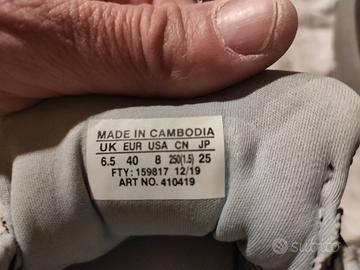 MADE IN CAMBODIA
UK EUR USA CN JP
6.5 40 8 250(1.5) 25
FTY: 159817 12/19
ART NO. 410419
subito